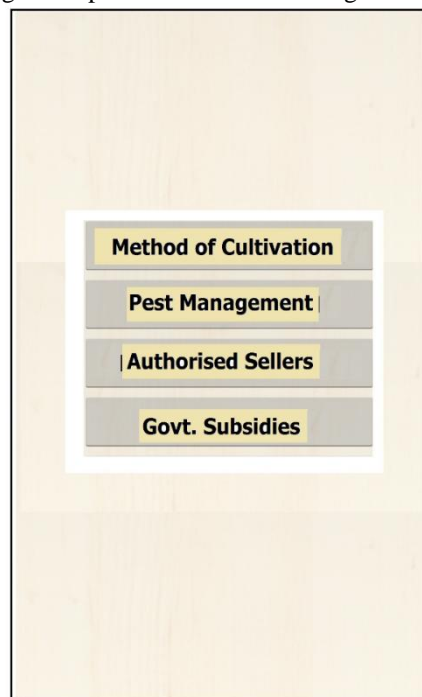 Method of Cultivation
Pest Management
Authorised Sellers
Govt. Subsidies